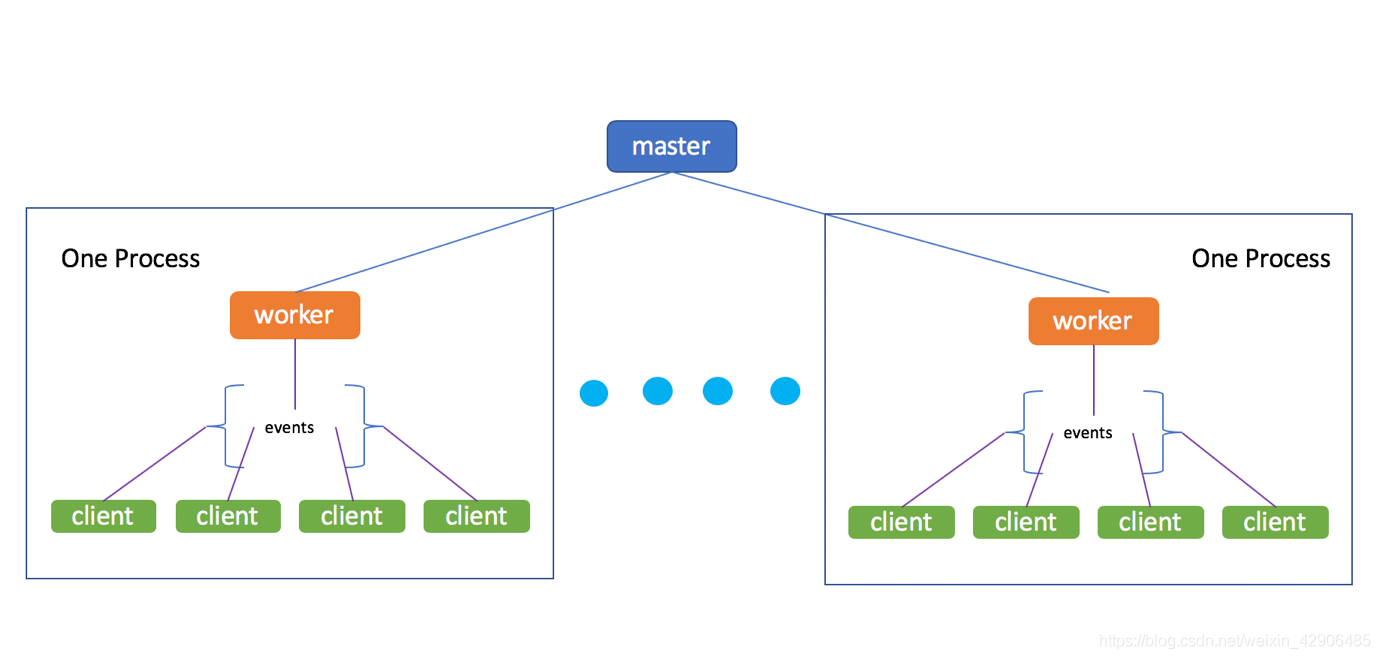 master
One Process
One Process
worker
worker
events
events
client client client client
client client client client
https://blog.csdn.net/weixin_42906485